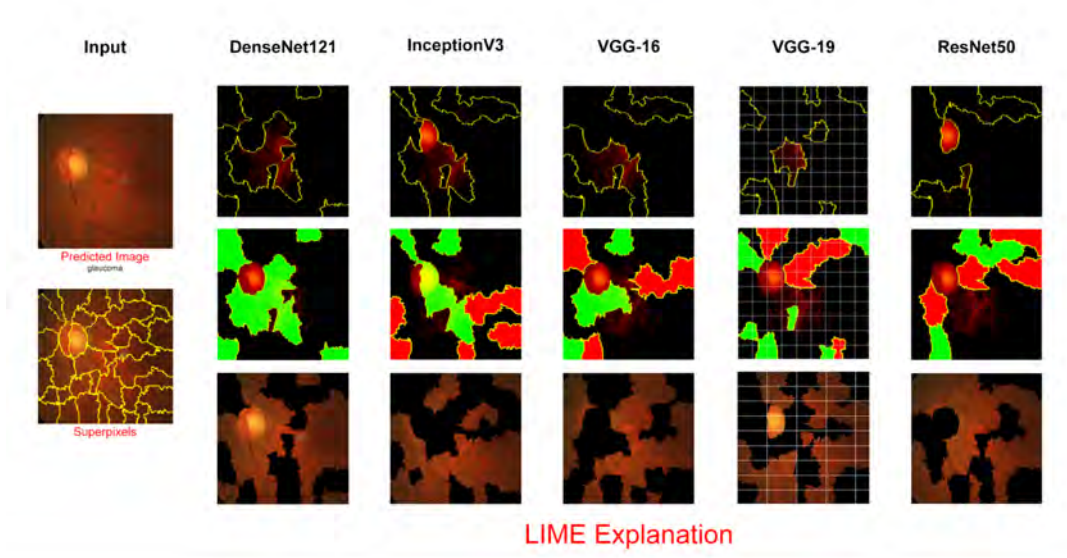 Input DenseNet121 InceptionV3 VGG-16 VGG-19 ResNet50
Predicted Image
glaucoma
Superpixels
LIME Explanation